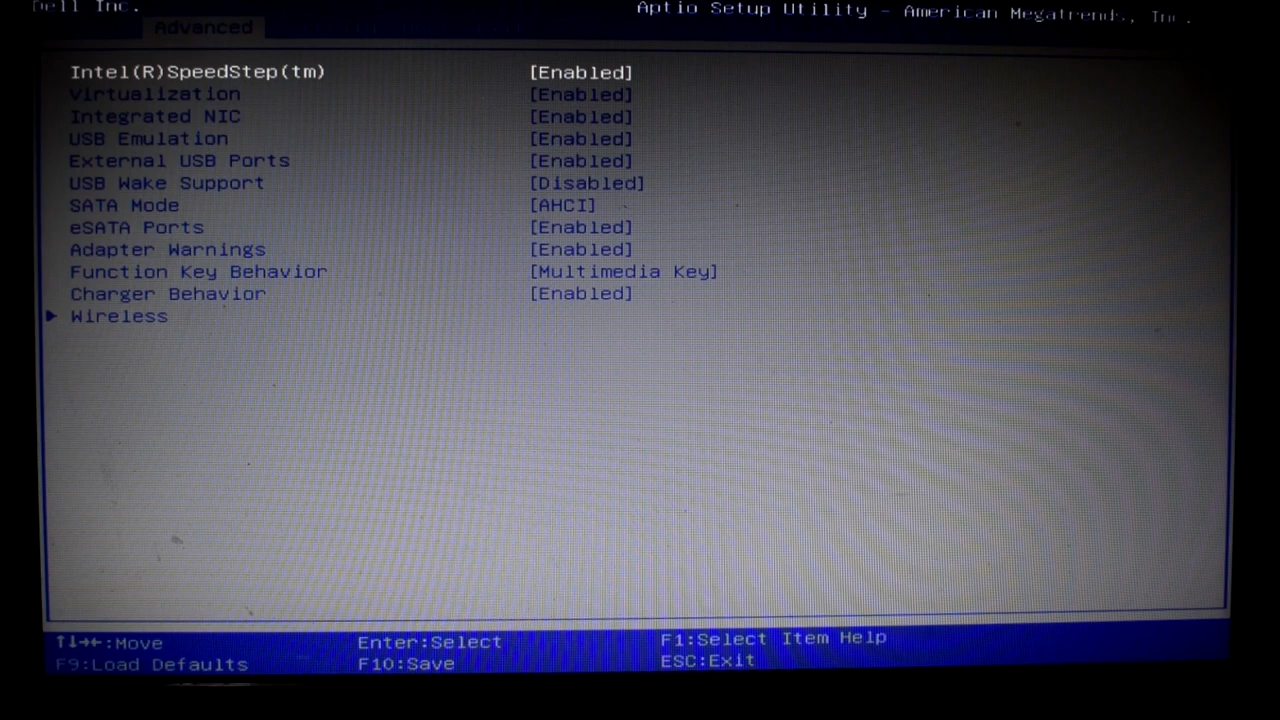 Dell Inc.
Aptio Setup Utility - American Megatrends, Inc.
Advanced
Intel(R)SpeedStep(tm) [Enabled]
Virtualization [Enabled]
Integrated NIC [Enabled]
USB Emulation [Enabled]
External USB Ports [Enabled]
USB Wake Support [Disabled]
SATA Mode [AHCI]
eSATA Ports [Enabled]
Adapter Warnings [Enabled]
Function Key Behavior [Multimedia Key]
Charger Behavior [Enabled]
▶ Wireless
↑↓→←:Move Enter:Select F1:Select Item Help
F9:Load Defaults F10:Save ESC:Exit